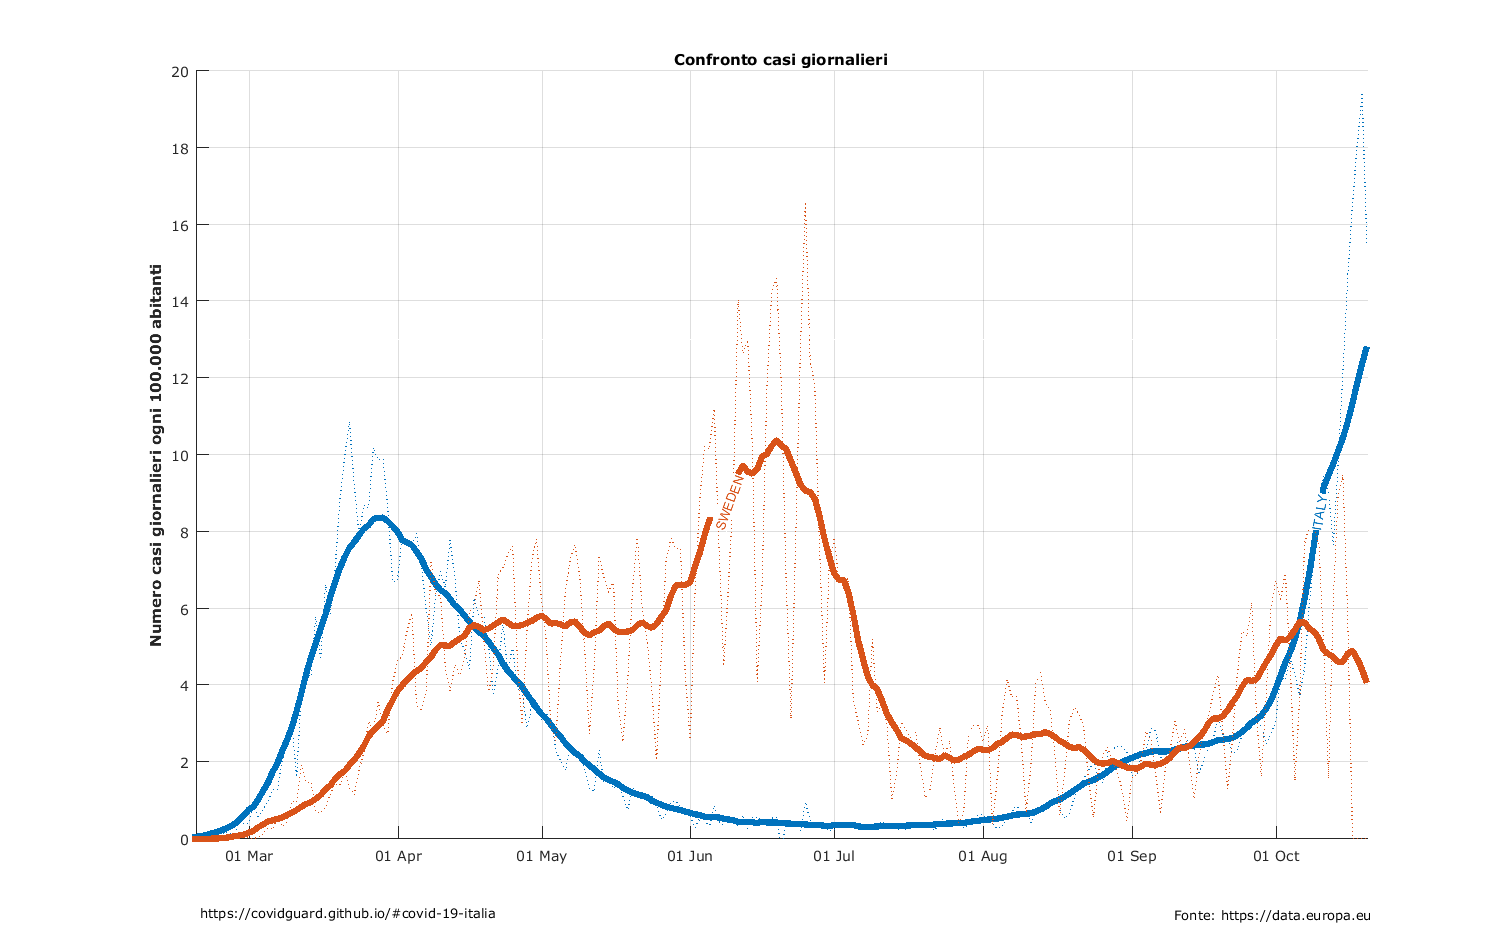 Confronto casi giornalieri
Numero casi giornalieri ogni 100.000 abitanti
20
18
16
14
12
10
8
6
4
2
0
SWEDEN
ITALY
01 Mar
01 Apr
01 May
01 Jun
01 Jul
01 Aug
01 Sep
01 Oct
https://covidguard.github.io/#covid-19-italia
Fonte: https://data.europa.eu